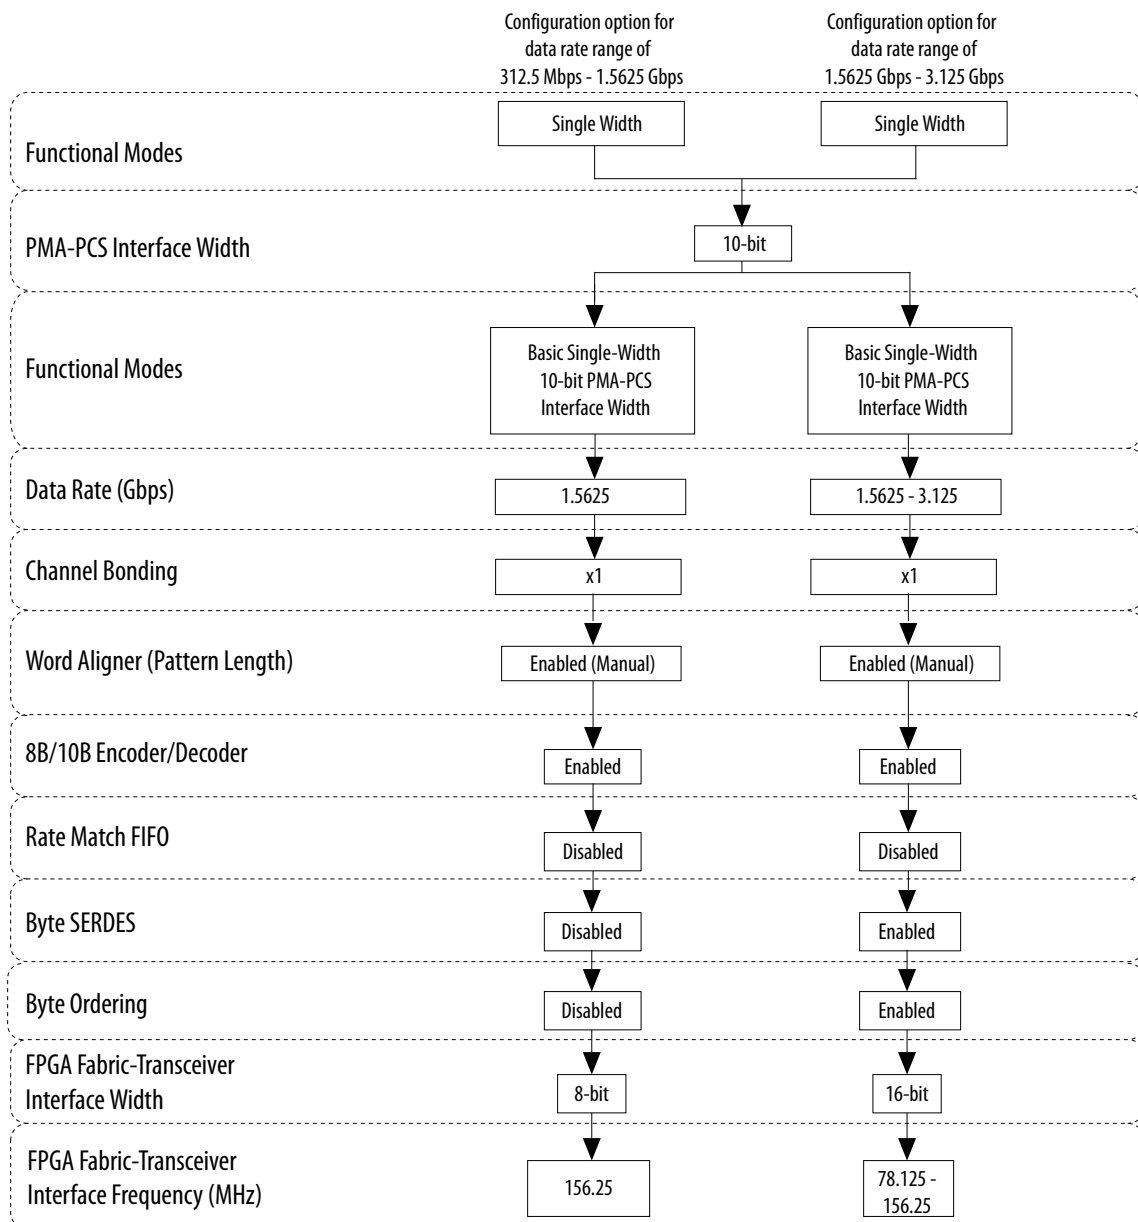 Configuration option for
data rate range of
312.5 Mbps - 1.5625 Gbps
Configuration option for
data rate range of
1.5625 Gbps - 3.125 Gbps
Functional Modes
Single Width
Single Width
PMA-PCS Interface Width
10-bit
Functional Modes
Basic Single-Width
10-bit PMA-PCS
Interface Width
Basic Single-Width
10-bit PMA-PCS
Interface Width
Data Rate (Gbps)
1.5625
1.5625 - 3.125
Channel Bonding
x1
x1
Word Aligner (Pattern Length)
Enabled (Manual)
Enabled (Manual)
8B/10B Encoder/Decoder
Enabled
Enabled
Rate Match FIFO
Disabled
Disabled
Byte SERDES
Disabled
Enabled
Byte Ordering
Disabled
Enabled
FPGA Fabric-Transceiver
Interface Width
8-bit
16-bit
FPGA Fabric-Transceiver
Interface Frequency (MHz)
156.25
78.125 -
156.25